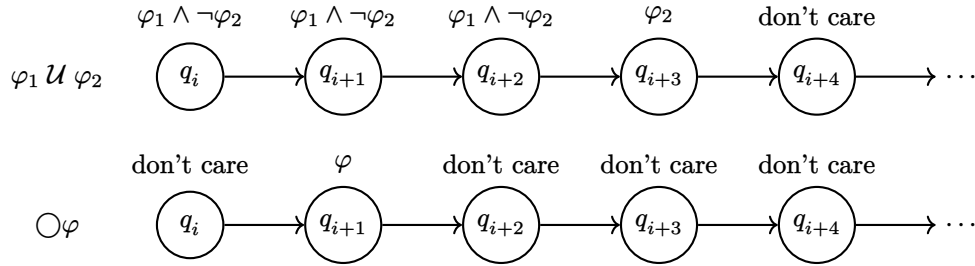 φ₁ ∧ ¬φ₂ φ₁ ∧ ¬φ₂ φ₁ ∧ ¬φ₂ φ₂ don't care
φ₁ 𝒰 φ₂ qᵢ qᵢ₊₁ qᵢ₊₂ qᵢ₊₃ qᵢ₊₄ ⋯
don't care φ don't care don't care don't care
○φ qᵢ qᵢ₊₁ qᵢ₊₂ qᵢ₊₃ qᵢ₊₄ ⋯